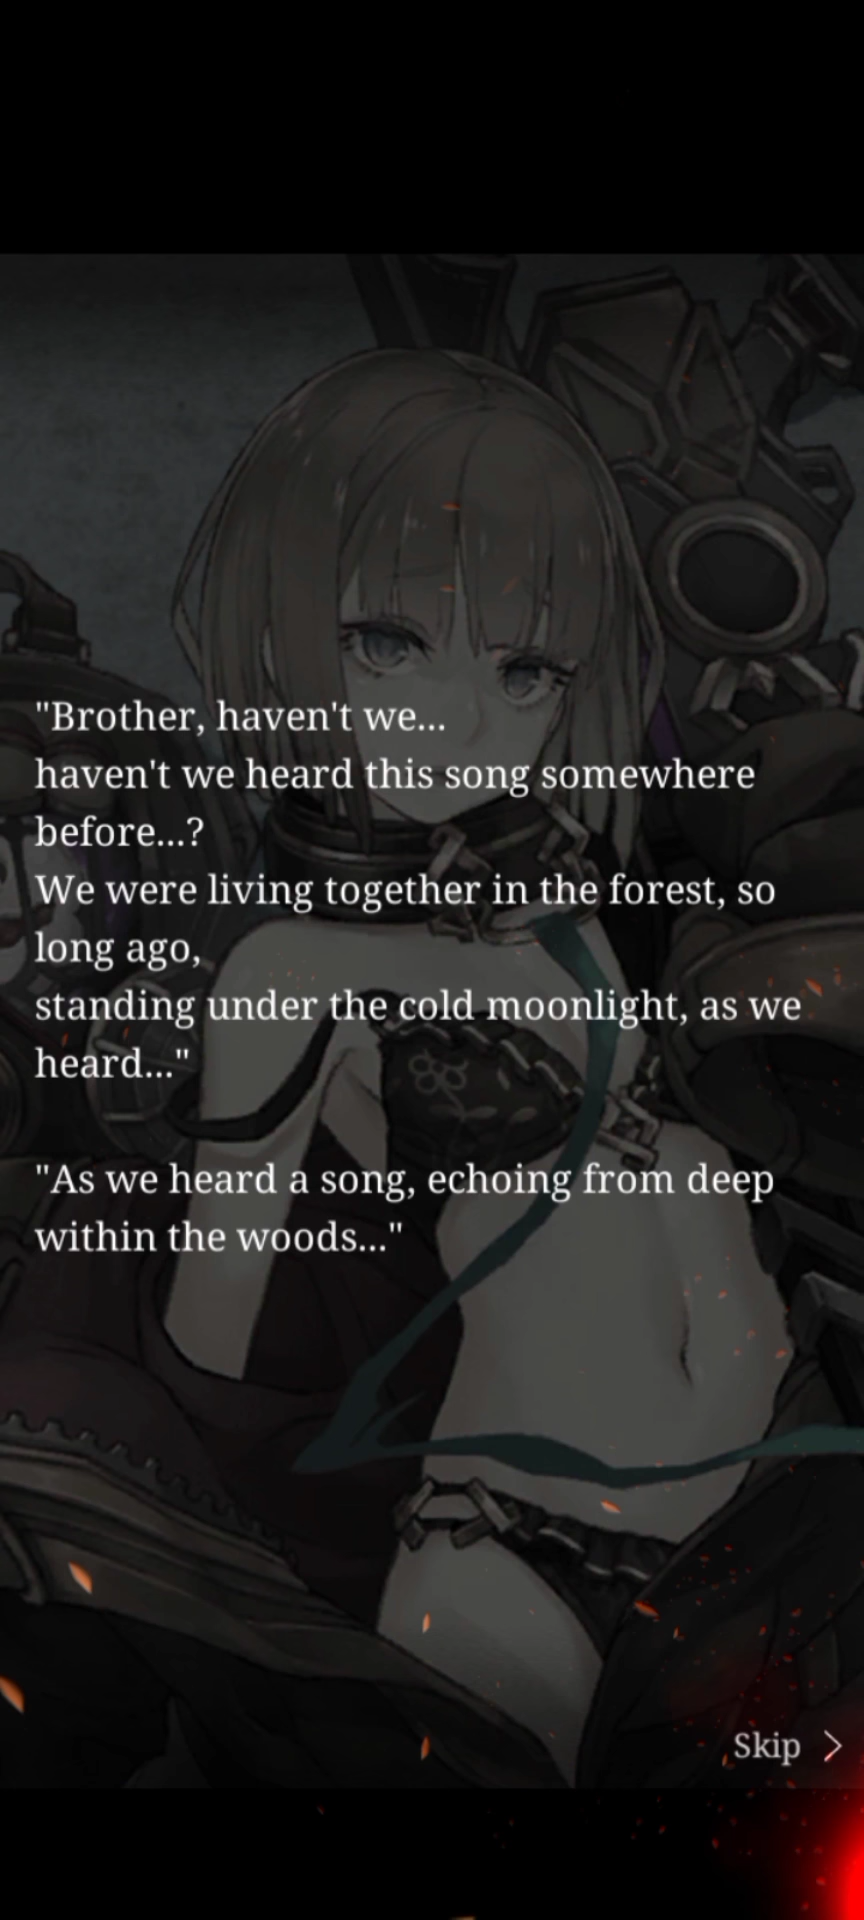 "Brother, haven't we...
haven't we heard this song somewhere
before...?
We were living together in the forest, so
long ago,
standing under the cold moonlight, as we
heard..."
"As we heard a song, echoing from deep
within the woods..."
Skip >